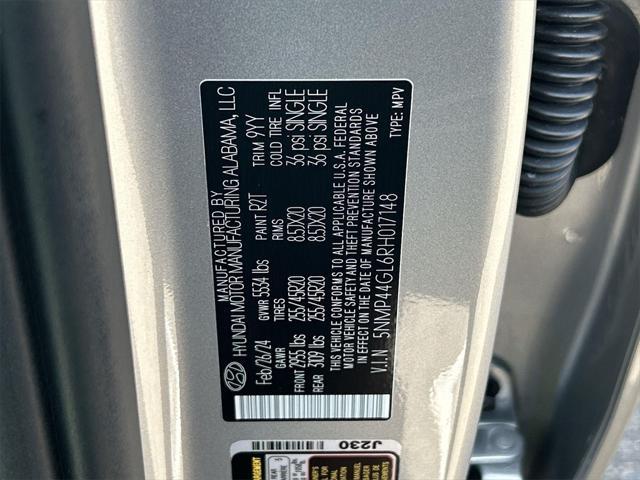 MANUFACTURED BY
HYUNDAI MOTOR MANUFACTURING ALABAMA, LLC
Feb/26/24 GVWR 5534 lbs PAINT R2T TRIM 9YY
GAWR TIRES RIMS COLD TIRE INFL
FRONT 2935 lbs 255/45R20 8.5JX20 36 psi SINGLE
REAR 3109 lbs 255/45R20 8.5JX20 36 psi SINGLE
THIS VEHICLE CONFORMS TO ALL APPLICABLE U.S.A. FEDERAL
MOTOR VEHICLE SAFETY AND THEFT PREVENTION STANDARDS
IN EFFECT ON THE DATE OF MANUFACTURE SHOWN ABOVE
V.I.N 5NMP44GL6RH017148 TYPE: MPV
J230